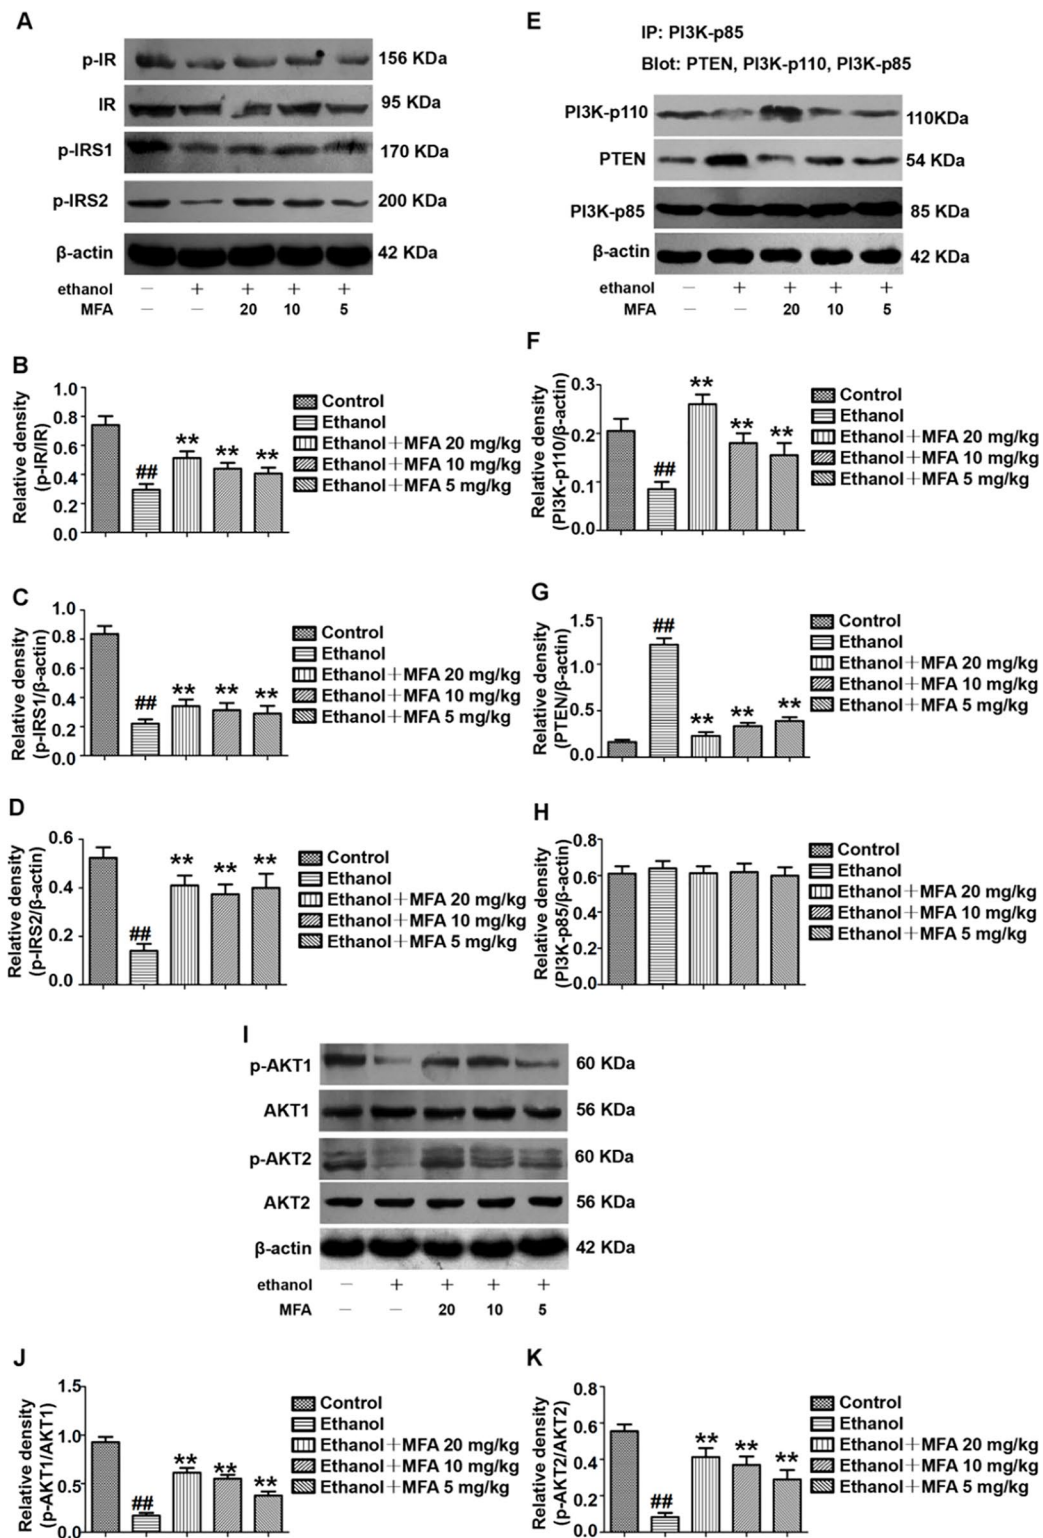 A
p-IR 156 KDa
IR 95 KDa
p-IRS1 170 KDa
p-IRS2 200 KDa
β-actin 42 KDa
ethanol — + + + +
MFA — — 20 10 5
E
IP: PI3K-p85
Blot: PTEN, PI3K-p110, PI3K-p85
PI3K-p110 110KDa
PTEN 54 KDa
PI3K-p85 85 KDa
β-actin 42 KDa
ethanol — + + + +
MFA — — 20 10 5
B
Relative density
(p-IR/IR)
1.0
0.8
0.6
0.4
0.2
0.0
##
**
**
**
Control
Ethanol
Ethanol+MFA 20 mg/kg
Ethanol+MFA 10 mg/kg
Ethanol+MFA 5 mg/kg
F
Relative density
(PI3K-p110/β-actin)
0.3
0.2
0.1
0.0
##
**
**
**
Control
Ethanol
Ethanol+MFA 20 mg/kg
Ethanol+MFA 10 mg/kg
Ethanol+MFA 5 mg/kg
C
Relative density
(p-IRS1/β-actin)
1.0
0.8
0.6
0.4
0.2
0.0
##
**
**
**
Control
Ethanol
Ethanol+MFA 20 mg/kg
Ethanol+MFA 10 mg/kg
Ethanol+MFA 5 mg/kg
G
Relative density
(PTEN/β-actin)
1.5
1.0
0.5
0.0
##
**
**
**
Control
Ethanol
Ethanol+MFA 20 mg/kg
Ethanol+MFA 10 mg/kg
Ethanol+MFA 5 mg/kg
D
Relative density
(p-IRS2/β-actin)
0.6
0.4
0.2
0.0
##
**
**
**
Control
Ethanol
Ethanol+MFA 20 mg/kg
Ethanol+MFA 10 mg/kg
Ethanol+MFA 5 mg/kg
H
Relative density
(PI3K-p85/β-actin)
0.8
0.6
0.4
0.2
0.0
Control
Ethanol
Ethanol+MFA 20 mg/kg
Ethanol+MFA 10 mg/kg
Ethanol+MFA 5 mg/kg
I
p-AKT1 60 KDa
AKT1 56 KDa
p-AKT2 60 KDa
AKT2 56 KDa
β-actin 42 KDa
ethanol — + + + +
MFA — — 20 10 5
J
Relative density
(p-AKT1/AKT1)
1.5
1.0
0.5
0.0
##
**
**
**
Control
Ethanol
Ethanol+MFA 20 mg/kg
Ethanol+MFA 10 mg/kg
Ethanol+MFA 5 mg/kg
K
Relative density
(p-AKT2/AKT2)
0.8
0.6
0.4
0.2
0.0
##
**
**
**
Control
Ethanol
Ethanol+MFA 20 mg/kg
Ethanol+MFA 10 mg/kg
Ethanol+MFA 5 mg/kg